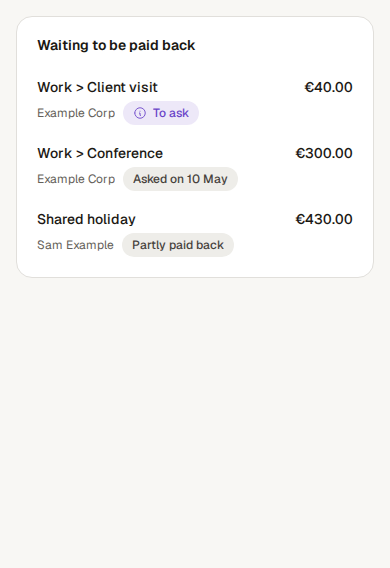 Waiting to be paid back
Work > Client visit €40.00
Example Corp To ask
Work > Conference €300.00
Example Corp Asked on 10 May
Shared holiday €430.00
Sam Example Partly paid back